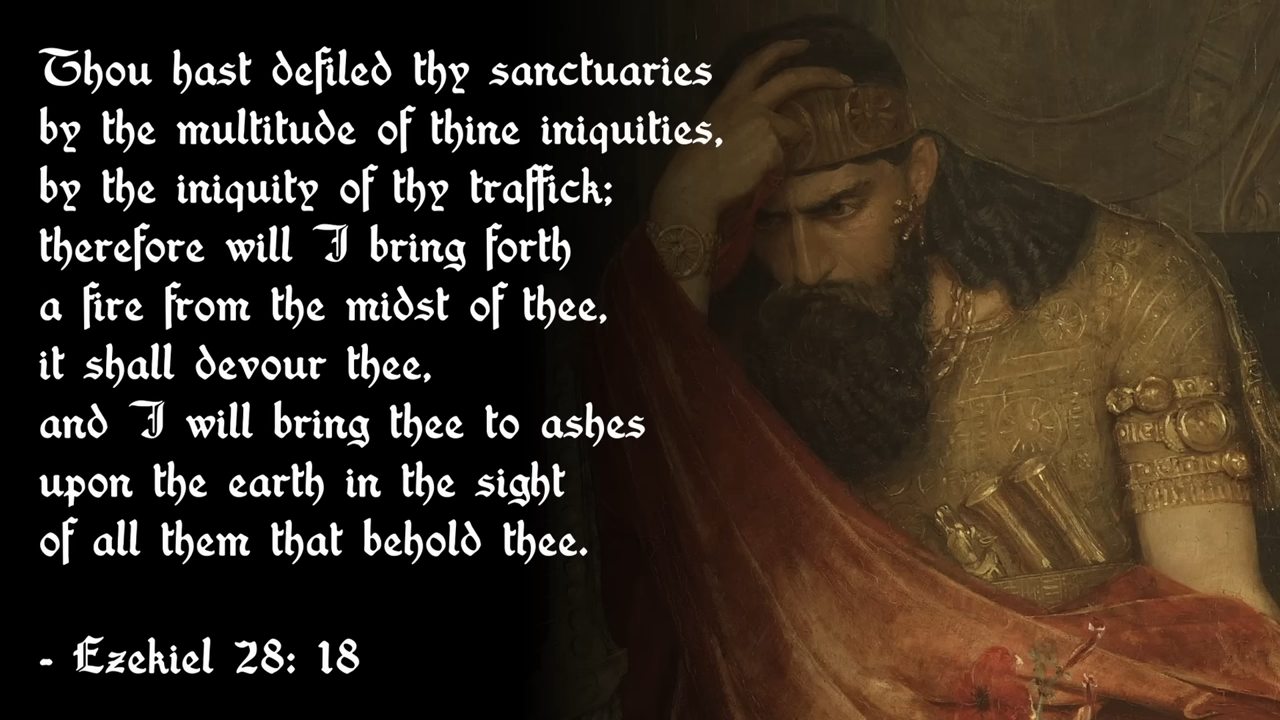 Thou hast defiled thy sanctuaries
by the multitude of thine iniquities,
by the iniquity of thy traffick;
therefore will I bring forth
a fire from the midst of thee,
it shall devour thee,
and I will bring thee to ashes
upon the earth in the sight
of all them that behold thee.
- Ezekiel 28: 18